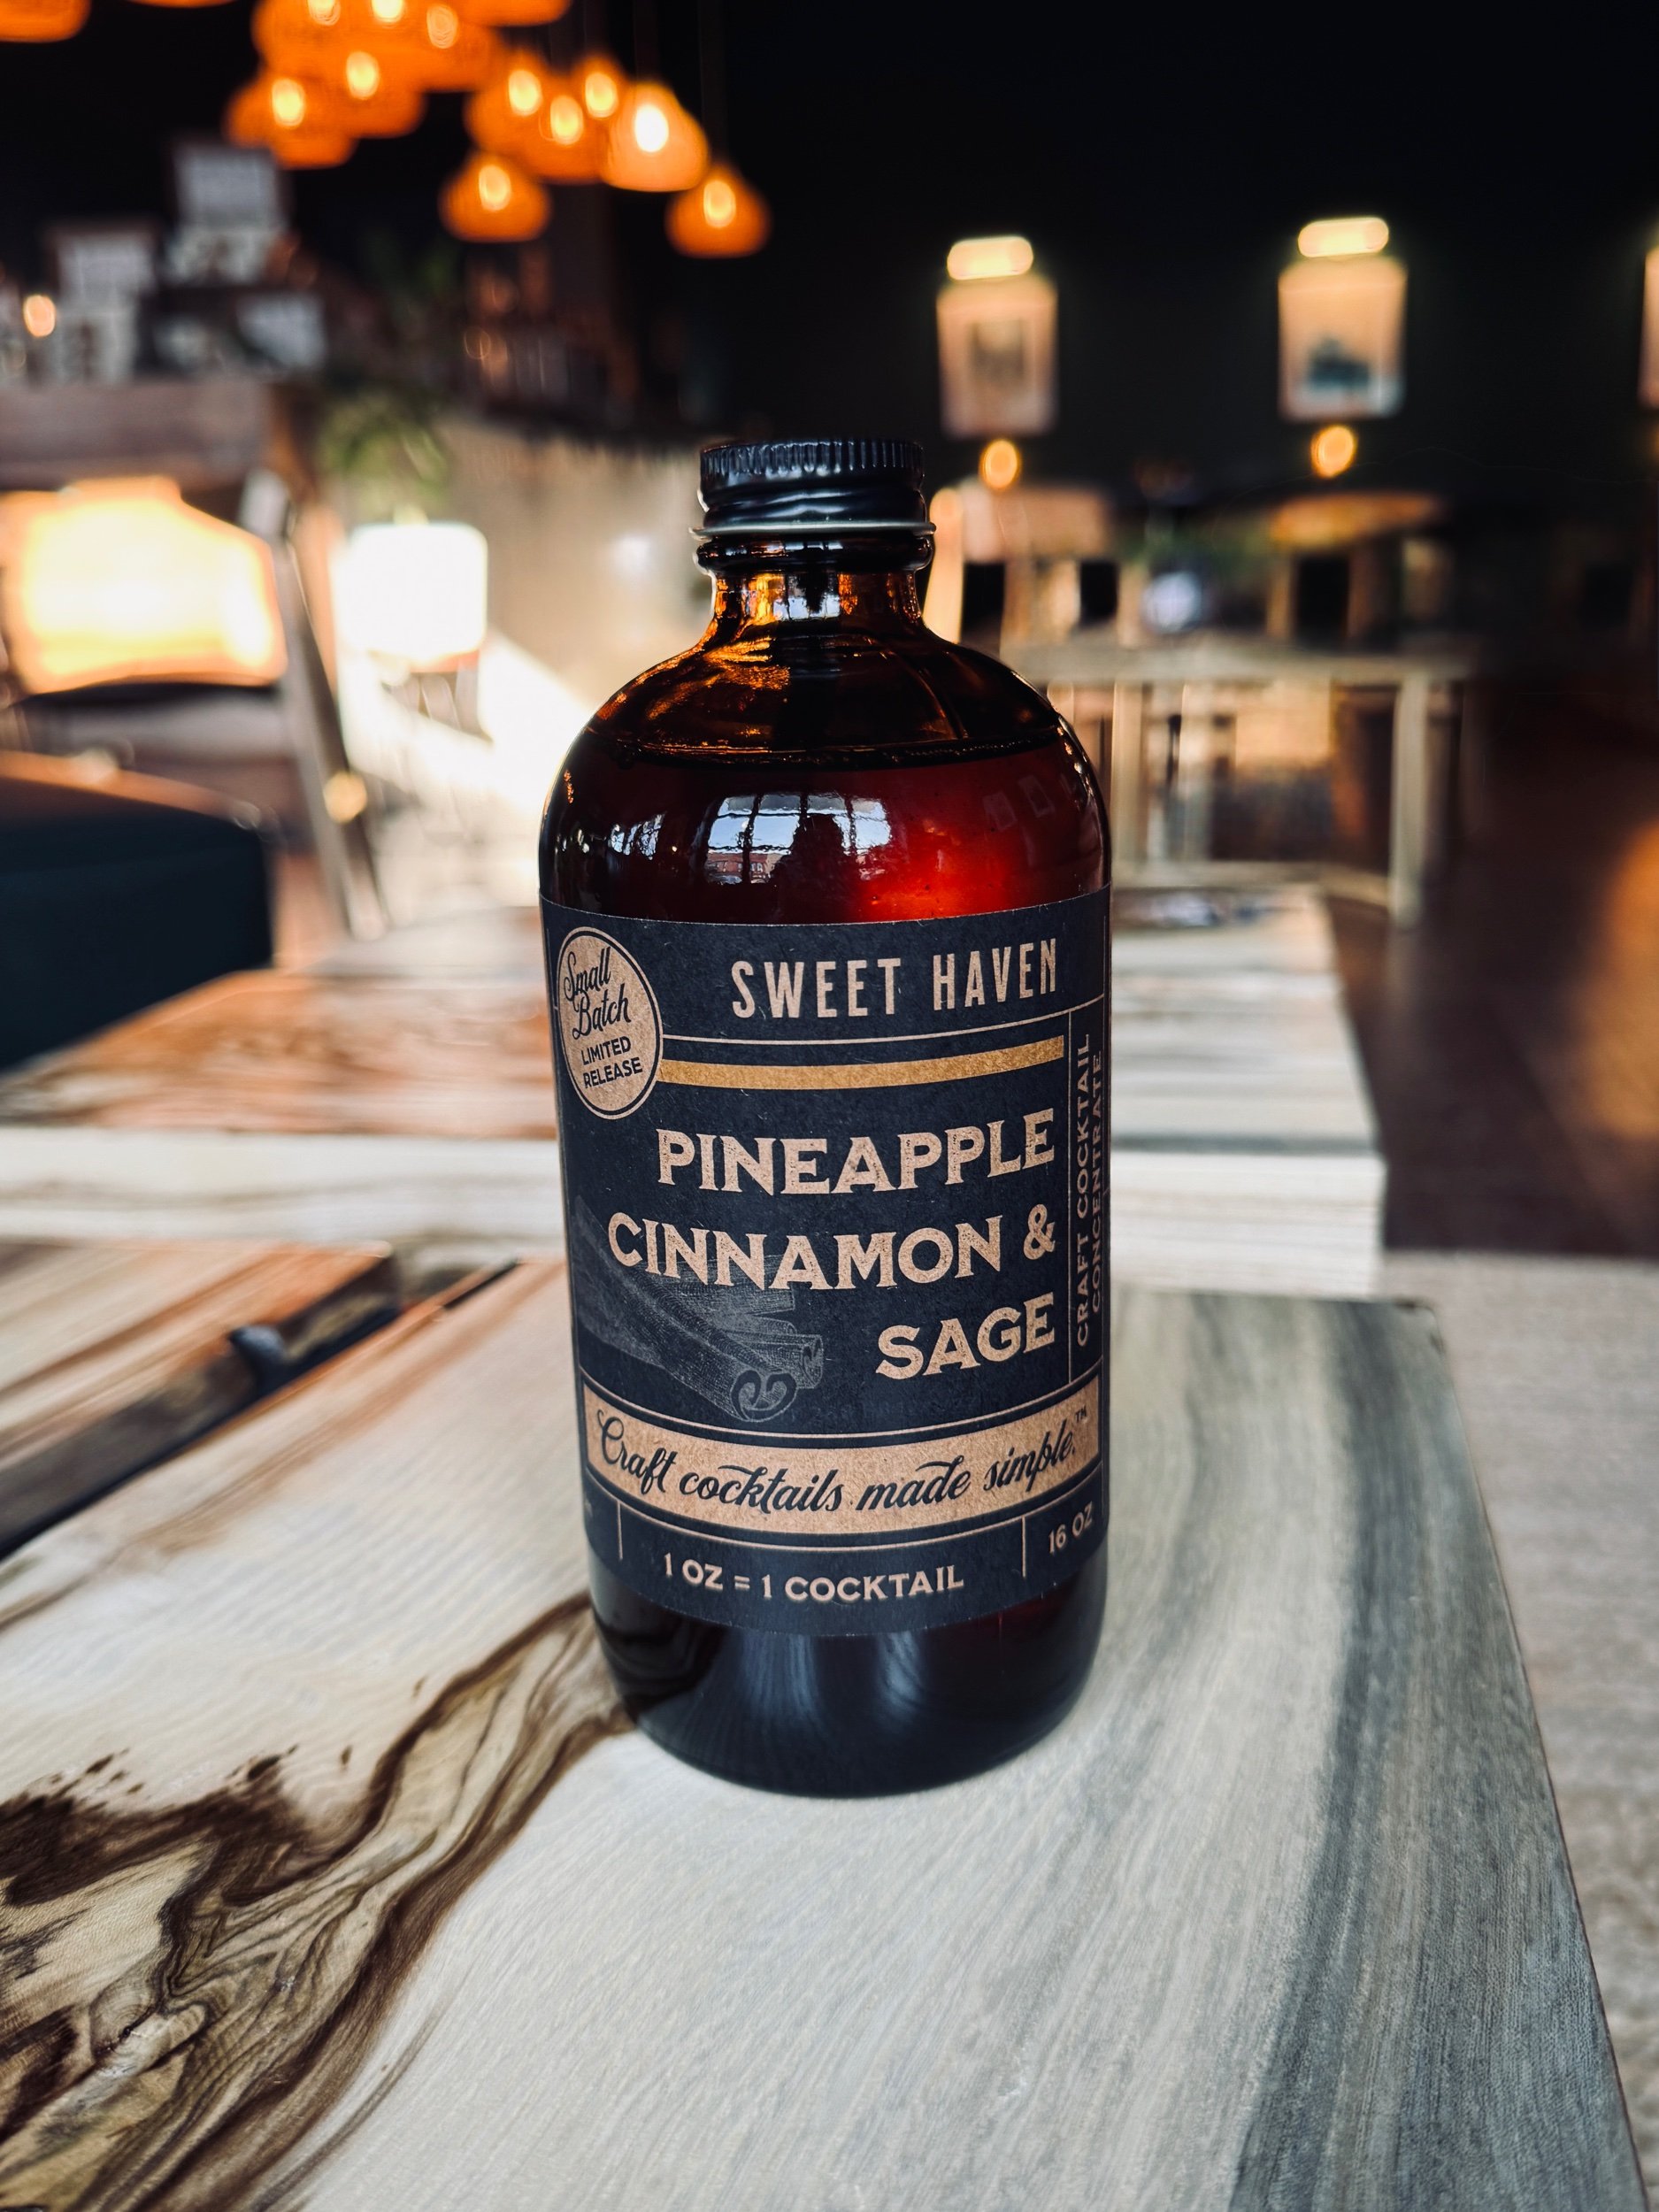 Small
Batch
LIMITED
RELEASE
SWEET HAVEN
PINEAPPLE
CINNAMON &
SAGE
CRAFT COCKTAIL
CONCENTRATE
Craft cocktails made simple.™
1 OZ = 1 COCKTAIL
16 OZ